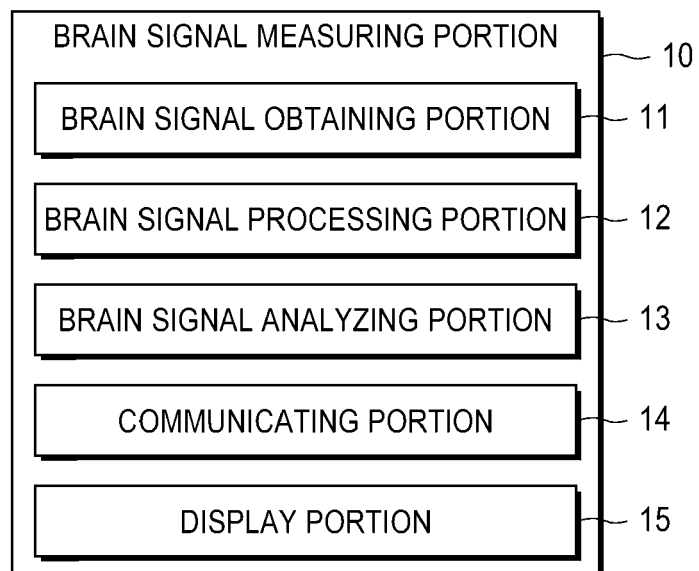 BRAIN SIGNAL MEASURING PORTION
10
BRAIN SIGNAL OBTAINING PORTION
11
BRAIN SIGNAL PROCESSING PORTION
12
BRAIN SIGNAL ANALYZING PORTION
13
COMMUNICATING PORTION
14
DISPLAY PORTION
15